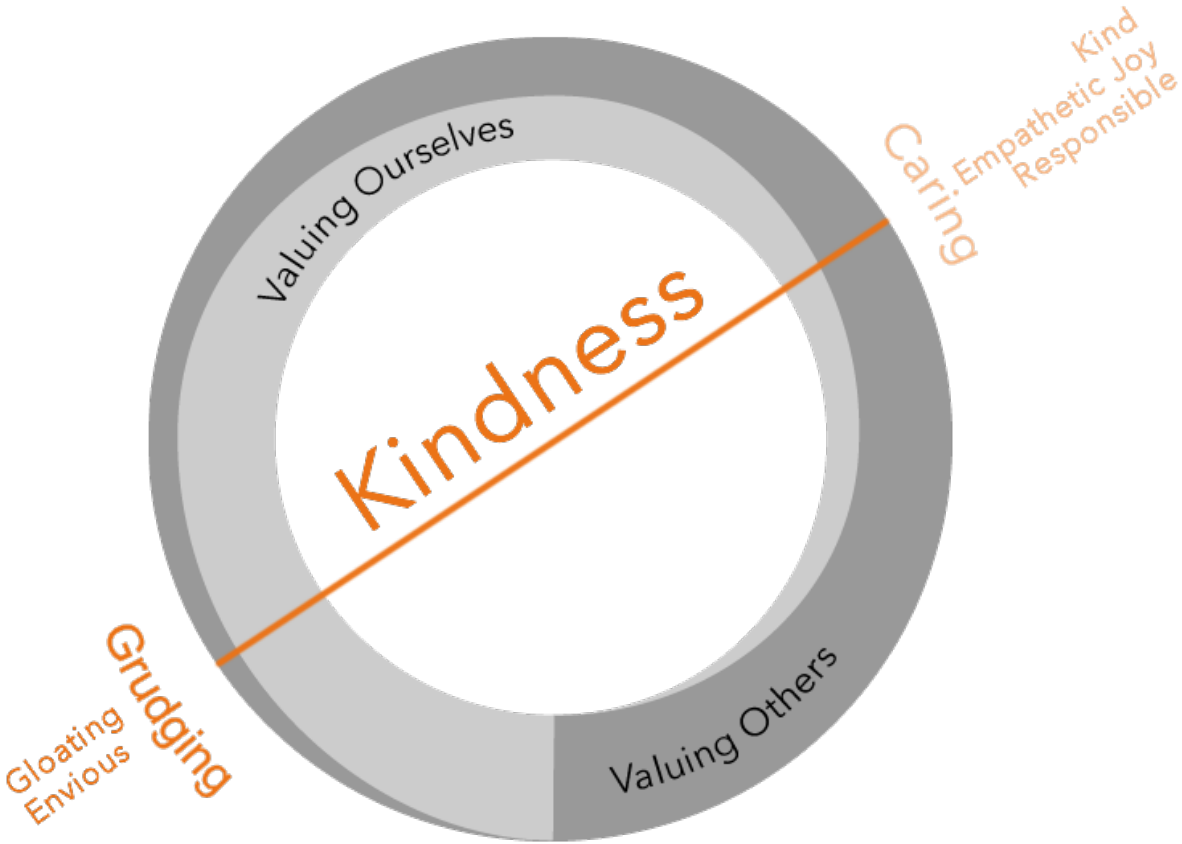 Kind
Empathetic Joy
Responsible
Caring
Valuing Ourselves
Kindness
Grudging
Gloating
Envious
Valuing Others